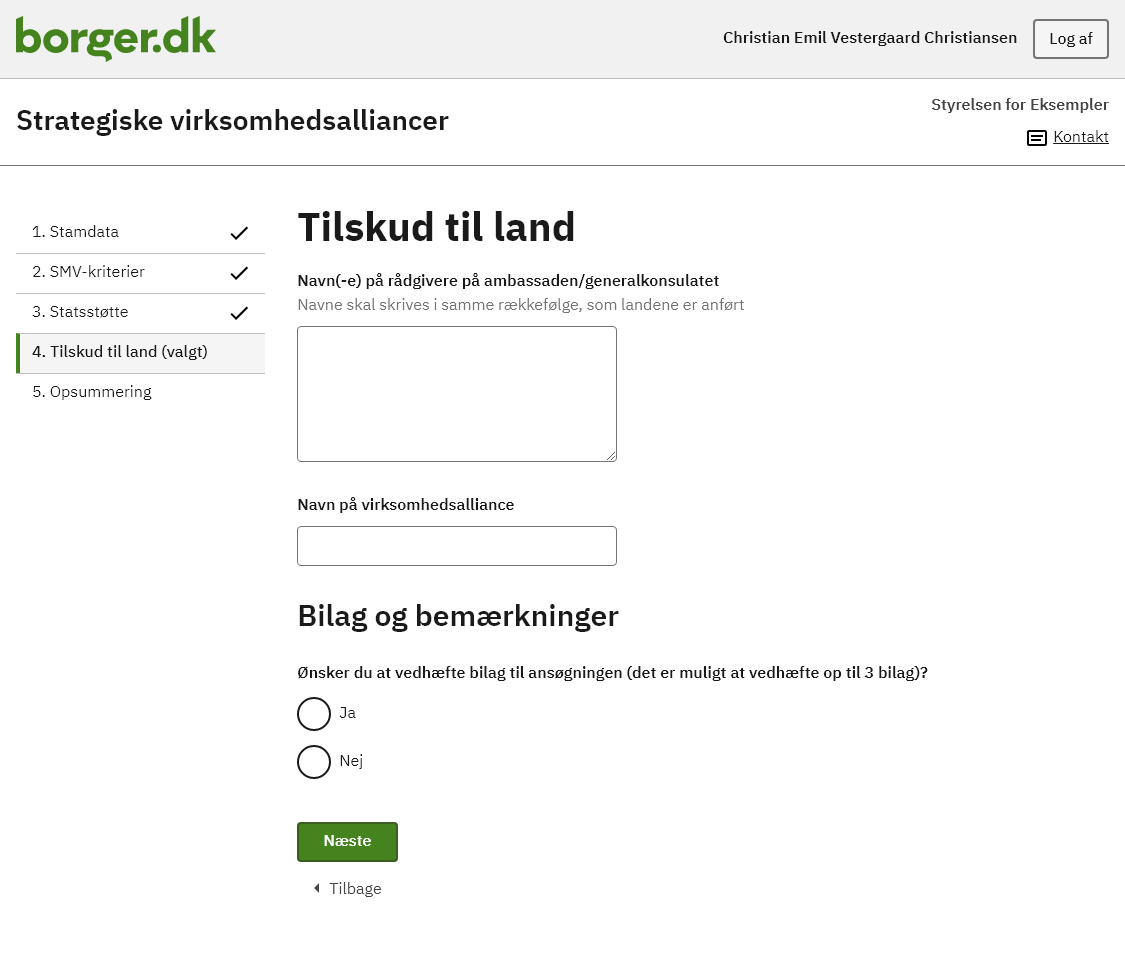 borger.dk
Christian Emil Vestergaard Christiansen
Log af
Strategiske virksomhedsalliancer
Styrelsen for Eksempler
Kontakt
1. Stamdata
2. SMV-kriterier
3. Statsstøtte
4. Tilskud til land (valgt)
5. Opsummering
Tilskud til land
Navn(-e) på rådgivere på ambassaden/generalkonsulatet
Navne skal skrives i samme rækkefølge, som landene er anført
Navn på virksomhedsalliance
Bilag og bemærkninger
Ønsker du at vedhæfte bilag til ansøgningen (det er muligt at vedhæfte op til 3 bilag)?
Ja
Nej
Næste
Tilbage